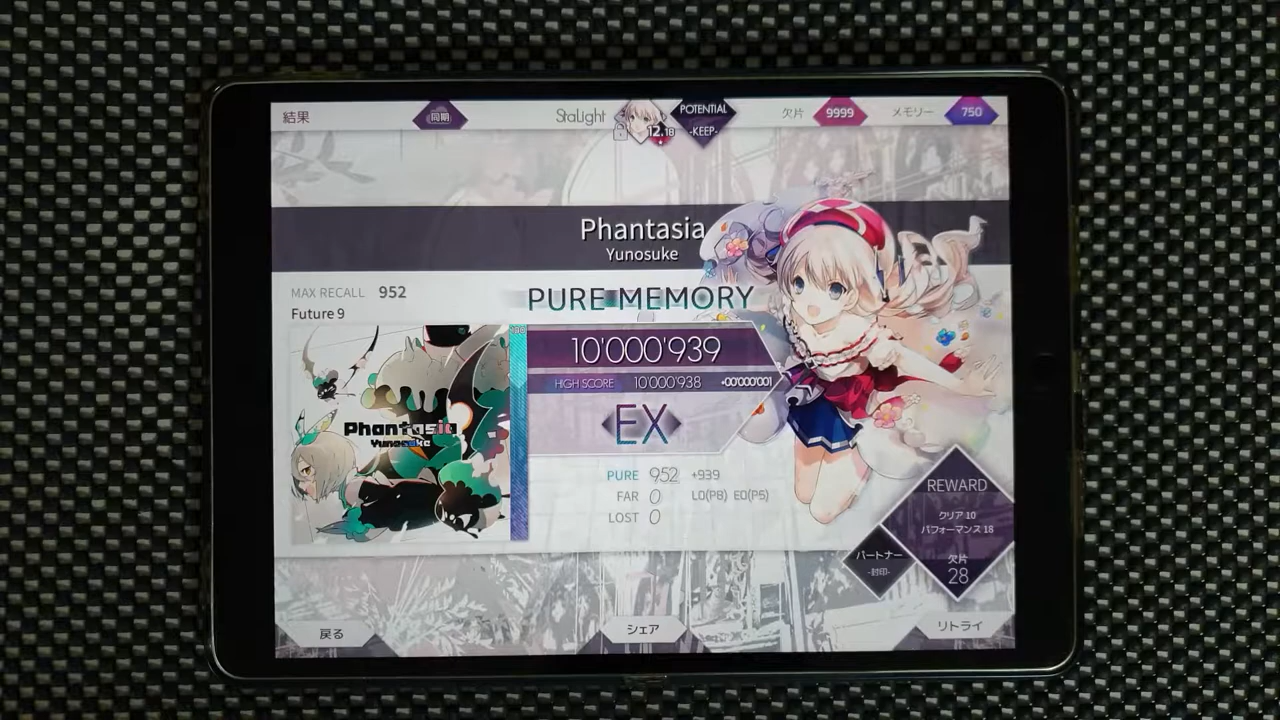 結果
同期
StaLight
12.18
POTENTIAL
-KEEP-
欠片
9999
メモリー
750
Phantasia
Yunosuke
MAX RECALL 952
Future 9
PURE MEMORY
100
Phantasia
Yunosuke
10'000'939
HIGH SCORE 10'000'938 +00'000'001
EX
PURE 952 +939
FAR 0 L0(P8) E0(P5)
LOST 0
REWARD
クリア 10
パフォーマンス 18
欠片
28
パートナー
-封印-
戻る
シェア
リトライ